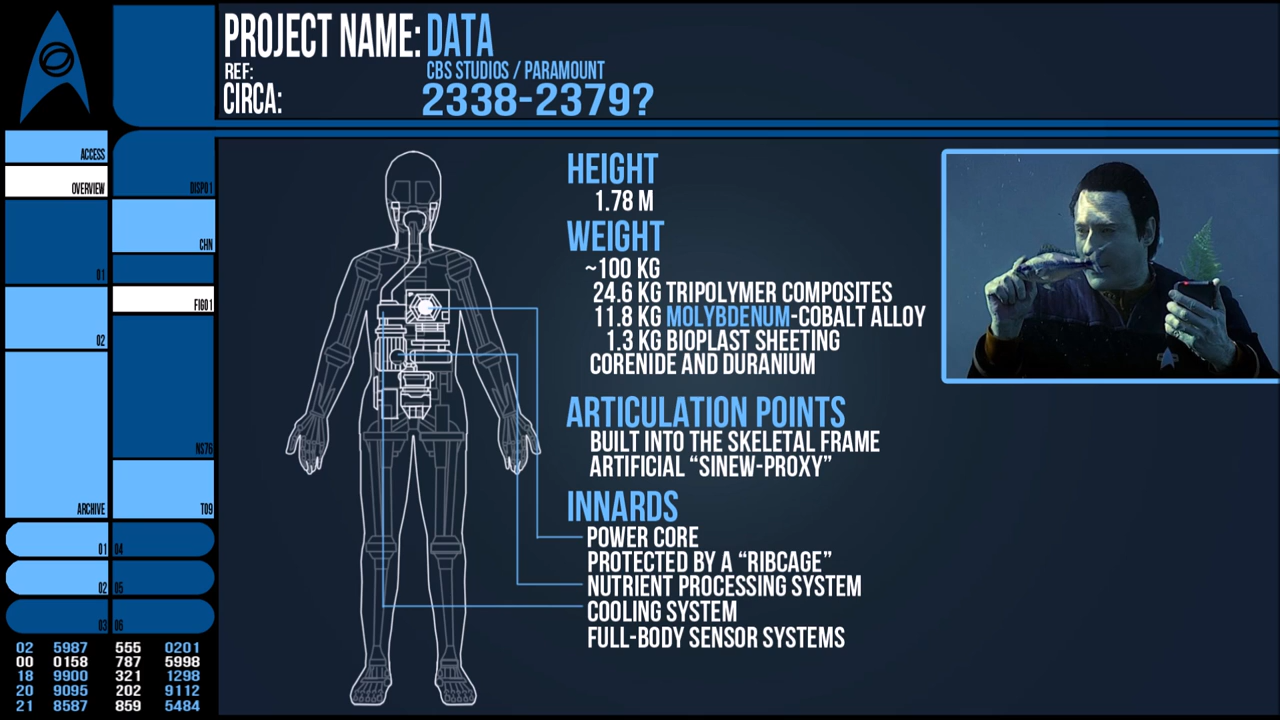 PROJECT NAME: DATA
REF: CBS STUDIOS / PARAMOUNT
CIRCA: 2338-2379?
ACCESS
OVERVIEW
DISP01
CHN
01
FIG01
02
NS76
ARCHIVE
T09
01 04
02 05
03 06
02 5987 555 0201
00 0158 787 5998
18 9900 321 1298
20 9095 202 9112
21 8587 859 5484
HEIGHT
1.78 M
WEIGHT
~100 KG
24.6 KG TRIPOLYMER COMPOSITES
11.8 KG MOLYBDENUM-COBALT ALLOY
1.3 KG BIOPLAST SHEETING
CORENIDE AND DURANIUM
ARTICULATION POINTS
BUILT INTO THE SKELETAL FRAME
ARTIFICIAL “SINEW-PROXY”
INNARDS
POWER CORE
PROTECTED BY A “RIBCAGE”
NUTRIENT PROCESSING SYSTEM
COOLING SYSTEM
FULL-BODY SENSOR SYSTEMS